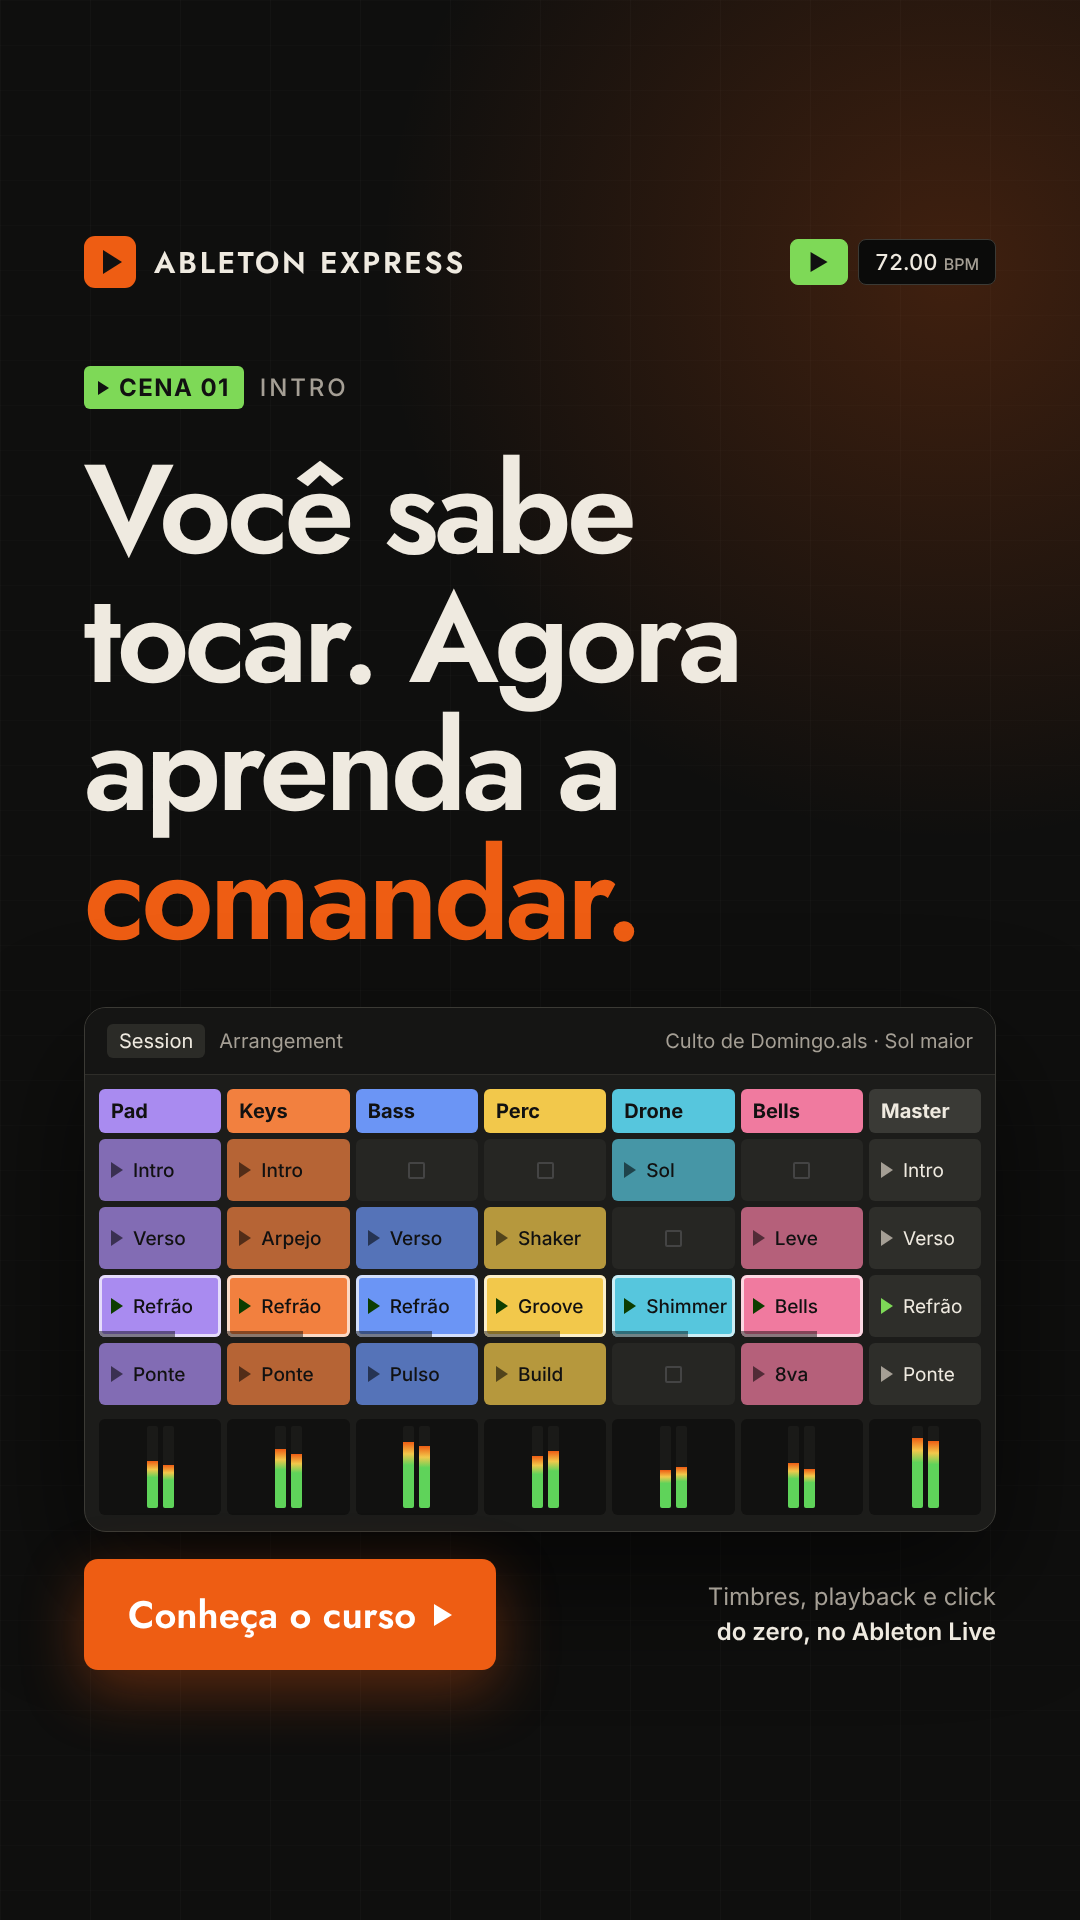 ABLETON EXPRESS
72.00 BPM
CENA 01 INTRO
Você sabe
tocar. Agora
aprenda a
comandar.
Session Arrangement Culto de Domingo.als · Sol maior
Pad Keys Bass Perc Drone Bells Master
Intro Intro Sol Intro
Verso Arpejo Verso Shaker Leve Verso
Refrão Refrão Refrão Groove Shimmer Bells Refrão
Ponte Ponte Pulso Build 8va Ponte
Conheça o curso
Timbres, playback e click
do zero, no Ableton Live